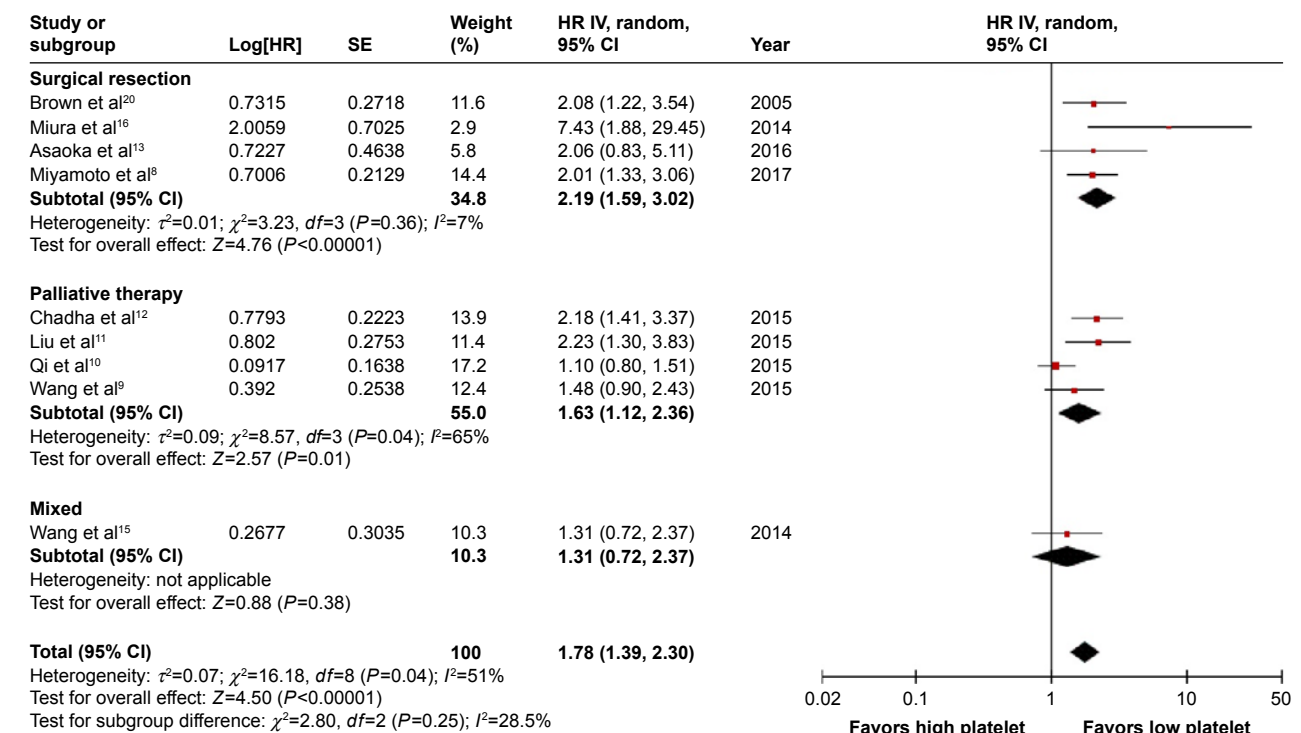 Study or subgroup Log[HR] SE Weight (%) HR IV, random, 95% CI Year HR IV, random, 95% CI
Surgical resection
Brown et al20 0.7315 0.2718 11.6 2.08 (1.22, 3.54) 2005
Miura et al16 2.0059 0.7025 2.9 7.43 (1.88, 29.45) 2014
Asaoka et al13 0.7227 0.4638 5.8 2.06 (0.83, 5.11) 2016
Miyamoto et al8 0.7006 0.2129 14.4 2.01 (1.33, 3.06) 2017
Subtotal (95% CI) 34.8 2.19 (1.59, 3.02)
Heterogeneity: τ²=0.01; χ²=3.23, df=3 (P=0.36); I²=7%
Test for overall effect: Z=4.76 (P<0.00001)
Palliative therapy
Chadha et al12 0.7793 0.2223 13.9 2.18 (1.41, 3.37) 2015
Liu et al11 0.802 0.2753 11.4 2.23 (1.30, 3.83) 2015
Qi et al10 0.0917 0.1638 17.2 1.10 (0.80, 1.51) 2015
Wang et al9 0.392 0.2538 12.4 1.48 (0.90, 2.43) 2015
Subtotal (95% CI) 55.0 1.63 (1.12, 2.36)
Heterogeneity: τ²=0.09; χ²=8.57, df=3 (P=0.04); I²=65%
Test for overall effect: Z=2.57 (P=0.01)
Mixed
Wang et al15 0.2677 0.3035 10.3 1.31 (0.72, 2.37) 2014
Subtotal (95% CI) 10.3 1.31 (0.72, 2.37)
Heterogeneity: not applicable
Test for overall effect: Z=0.88 (P=0.38)
Total (95% CI) 100 1.78 (1.39, 2.30)
Heterogeneity: τ²=0.07; χ²=16.18, df=8 (P=0.04); I²=51%
Test for overall effect: Z=4.50 (P<0.00001)
Test for subgroup difference: χ²=2.80, df=2 (P=0.25); I²=28.5%
0.02 0.1 1 10 50
Favors high platelet Favors low platelet